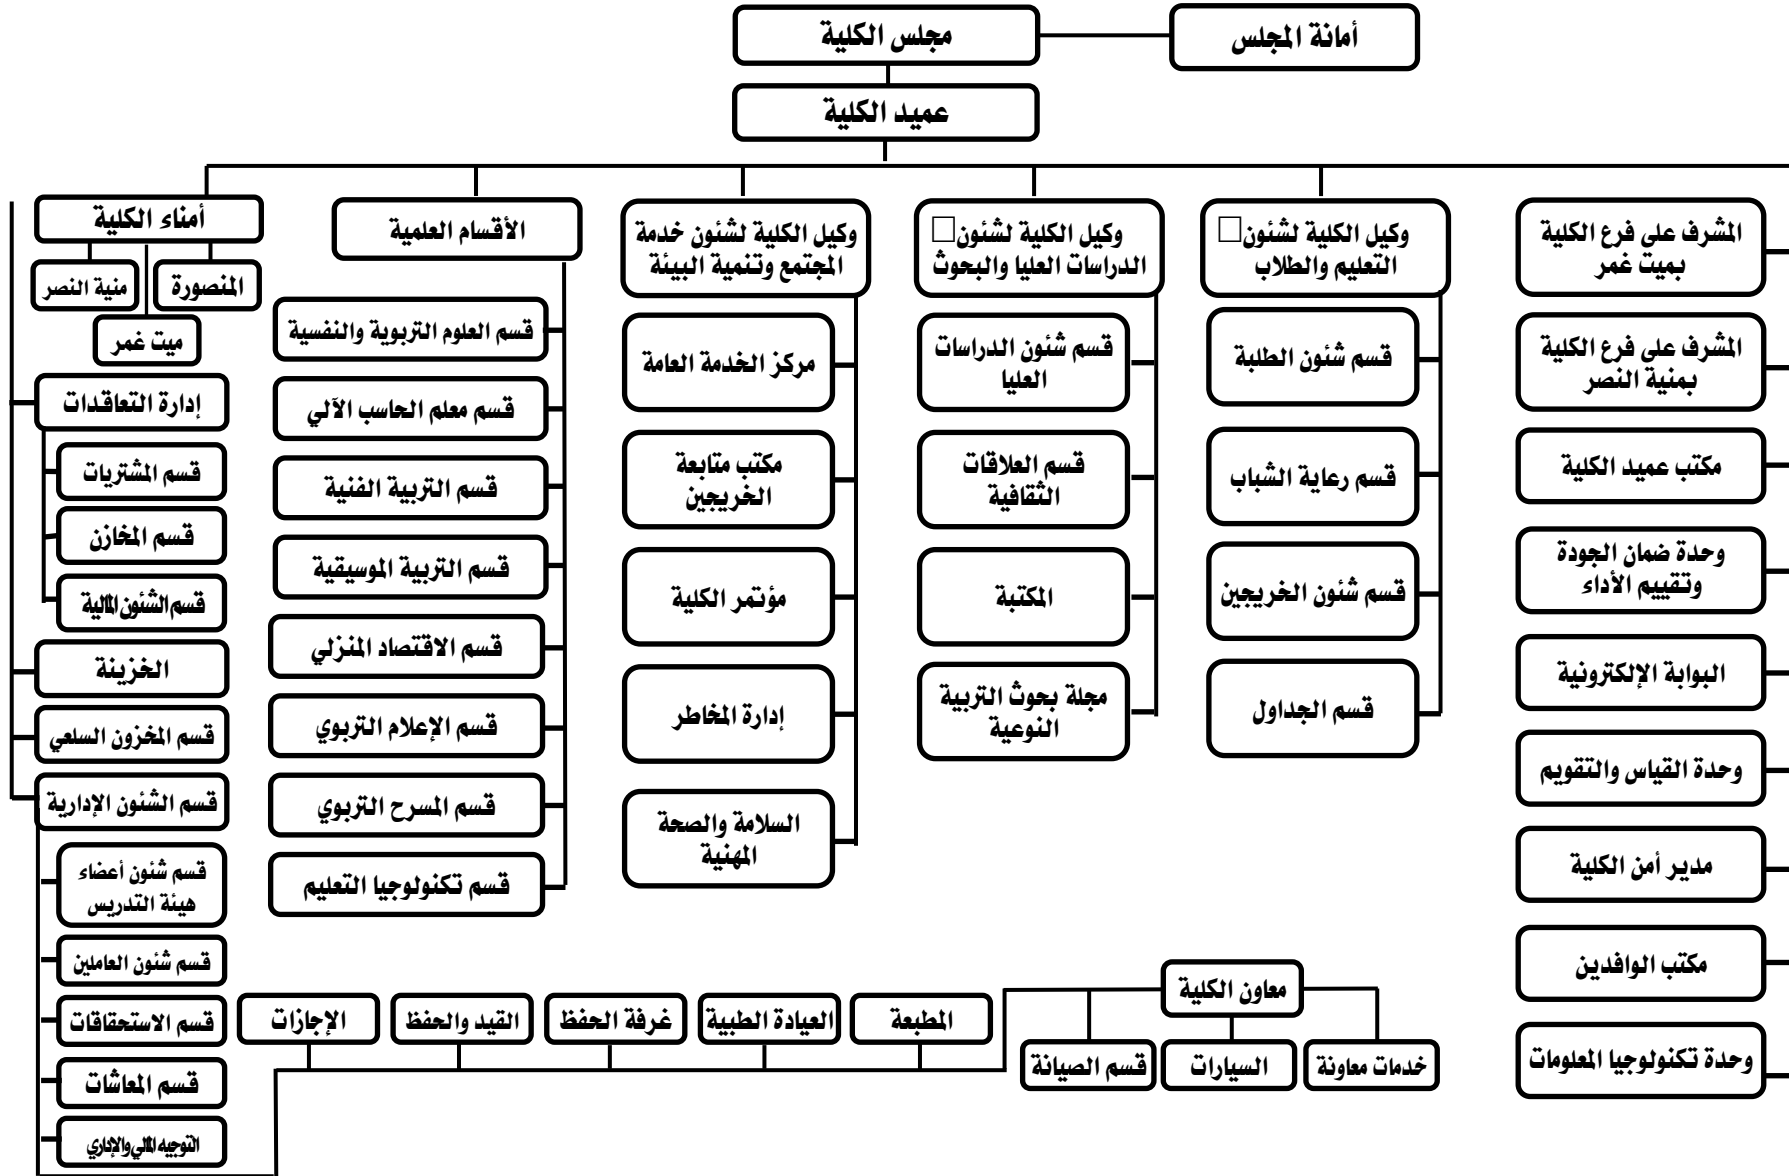 أمانة المجلس
مجلس الكلية
عميد الكلية
المشرف على فرع الكلية
بميت غمر
المشرف على فرع الكلية
بمنية النصر
مكتب عميد الكلية
وحدة ضمان الجودة
وتقييم الأداء
البوابة الإلكترونية
وحدة القياس والتقويم
مدير أمن الكلية
مكتب الوافدين
وحدة تكنولوجيا المعلومات
وكيل الكلية لشئون
التعليم والطلاب
قسم شئون الطلبة
قسم رعاية الشباب
قسم شئون الخريجين
قسم الجداول
وكيل الكلية لشئون
الدراسات العليا والبحوث
قسم شئون الدراسات
العليا
قسم العلاقات
الثقافية
المكتبة
مجلة بحوث التربية
النوعية
وكيل الكلية لشئون خدمة
المجتمع وتنمية البيئة
مركز الخدمة العامة
مكتب متابعة
الخريجين
مؤتمر الكلية
إدارة المخاطر
السلامة والصحة
المهنية
الأقسام العلمية
قسم العلوم التربوية والنفسية
قسم معلم الحاسب الآلي
قسم التربية الفنية
قسم التربية الموسيقية
قسم الاقتصاد المنزلي
قسم الإعلام التربوي
قسم المسرح التربوي
قسم تكنولوجيا التعليم
أمناء الكلية
المنصورة
منية النصر
ميت غمر
إدارة التعاقدات
قسم المشتريات
قسم المخازن
قسم الشئون المالية
الخزينة
قسم المخزون السلعي
قسم الشئون الإدارية
قسم شئون أعضاء
هيئة التدريس
قسم شئون العاملين
قسم الاستحقاقات
قسم المعاشات
التوجيه المالي والإداري
معاون الكلية
خدمات معاونة
السيارات
قسم الصيانة
المطبعة
العيادة الطبية
غرفة الحفظ
القيد والحفظ
الإجازات